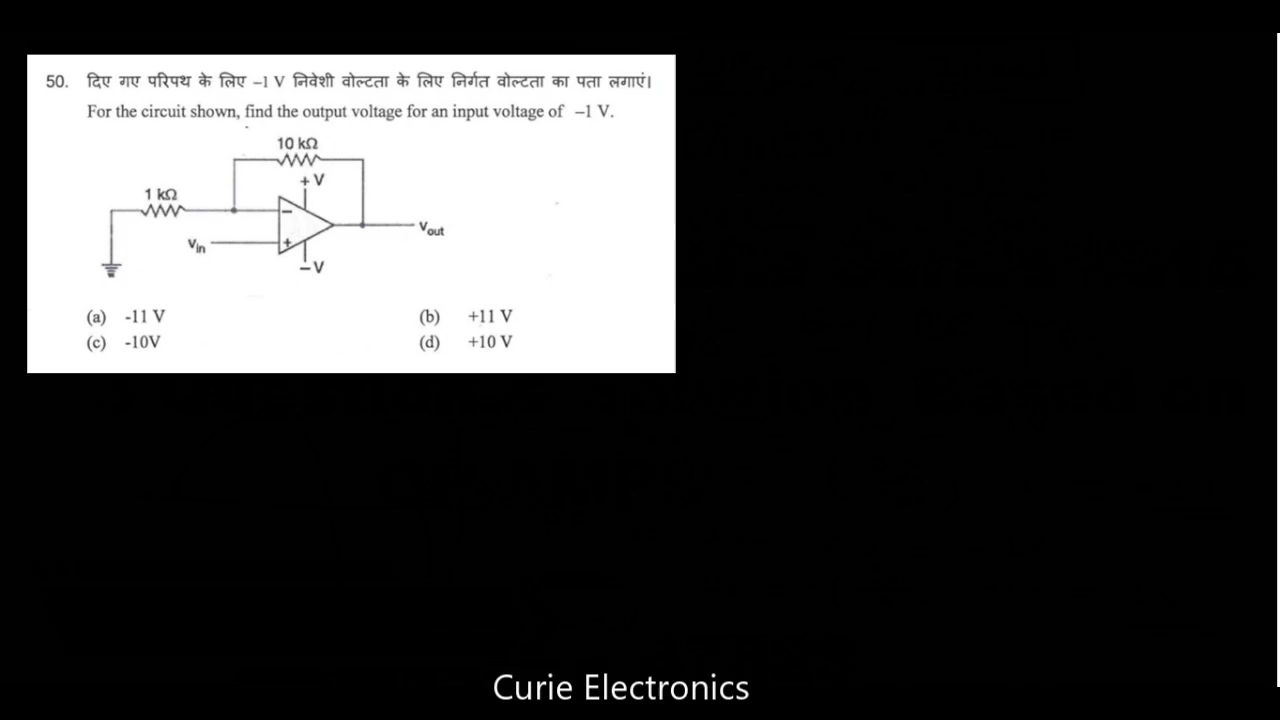 50. दिए गए परिपथ के लिए –1 V निवेशी वोल्टता के लिए निर्गत वोल्टता का पता लगाएं।
For the circuit shown, find the output voltage for an input voltage of –1 V.
10 kΩ
+ V
1 kΩ
–
Vout
Vin
+
– V
(a) -11 V (b) +11 V
(c) -10V (d) +10 V
Curie Electronics